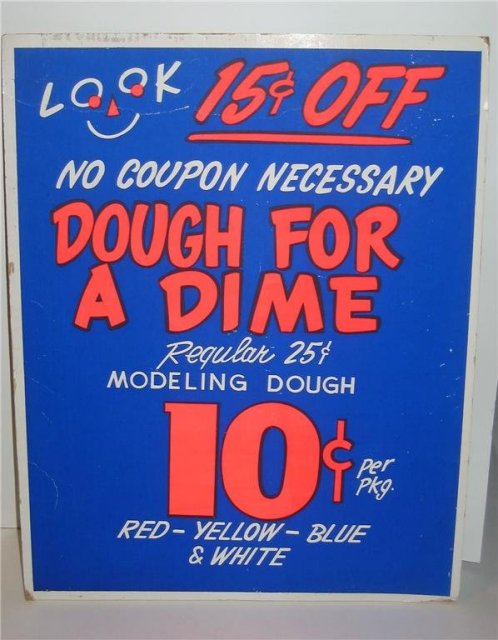 LOOK 15¢ OFF
NO COUPON NECESSARY
DOUGH FOR
A DIME
Regular 25¢
MODELING DOUGH
10¢ per
pkg.
RED - YELLOW - BLUE
& WHITE